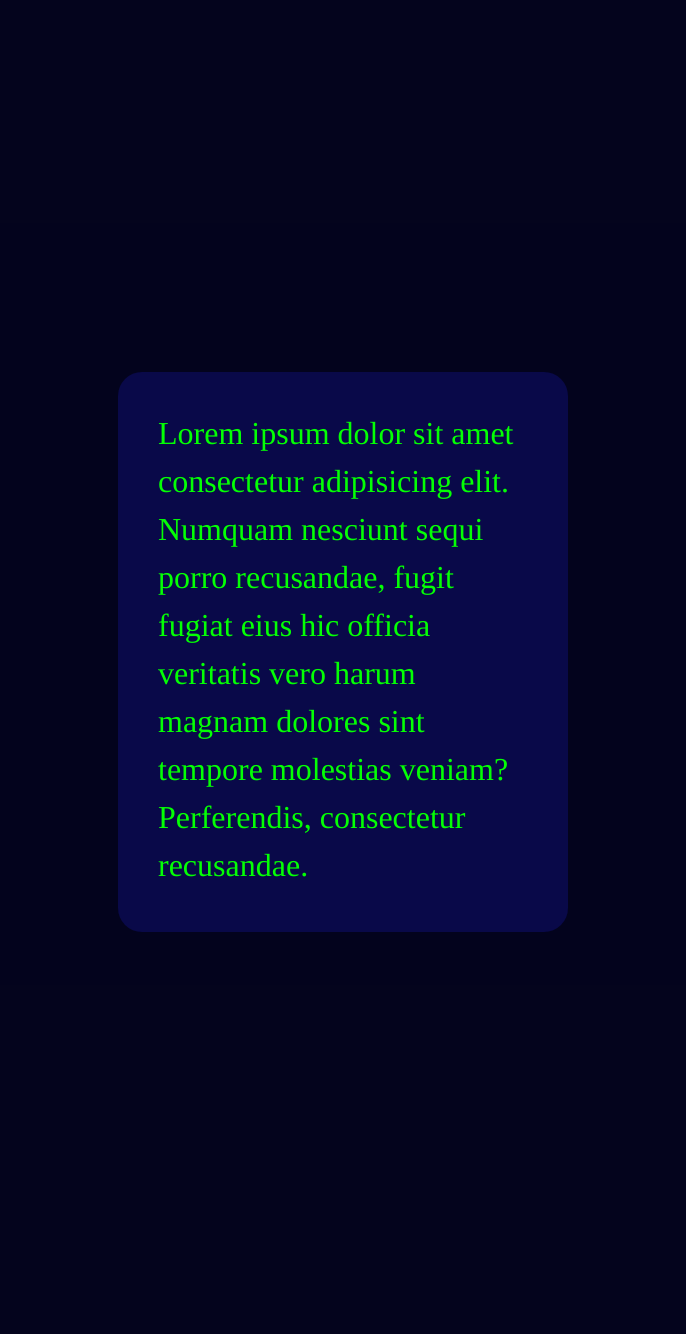 Lorem ipsum dolor sit amet
consectetur adipisicing elit.
Numquam nesciunt sequi
porro recusandae, fugit
fugiat eius hic officia
veritatis vero harum
magnam dolores sint
tempore molestias veniam?
Perferendis, consectetur
recusandae.